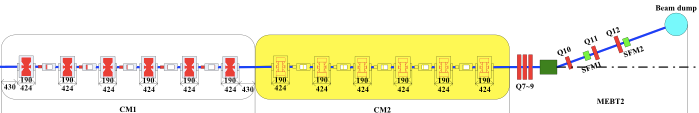 Beam dump
Q12
Q11
Q10
SFM2
SFM1
190 190 190 190 190 190 190 190 190 190 190 190
430 424 424 424 424 424 424 430 424 424 424 424 424 424
Q7~9
CM1 CM2 MEBT2